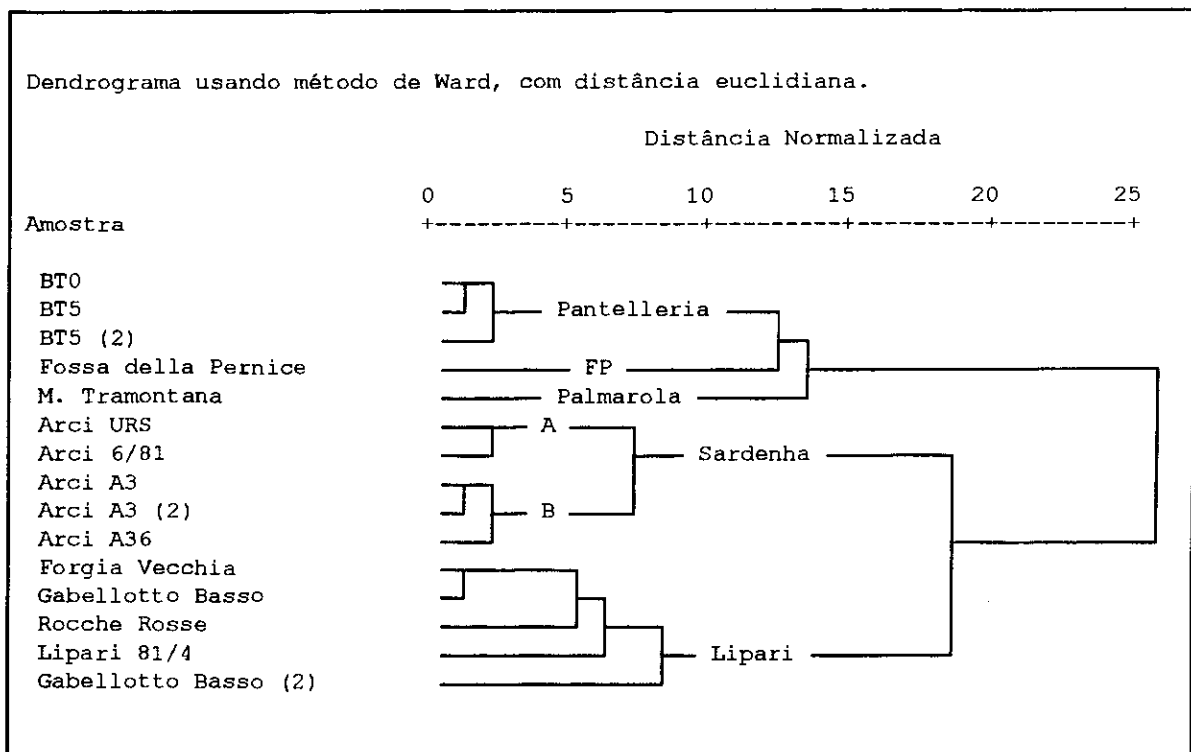 Dendrograma usando método de Ward, com distância euclidiana.
Distância Normalizada
0 5 10 15 20 25
Amostra +---------+---------+---------+---------+---------+
BT0
BT5 Pantelleria
BT5 (2)
Fossa della Pernice FP
M. Tramontana Palmarola
Arci URS A
Arci 6/81 Sardenha
Arci A3
Arci A3 (2) B
Arci A36
Forgia Vecchia
Gabellotto Basso
Rocche Rosse
Lipari 81/4 Lipari
Gabellotto Basso (2)